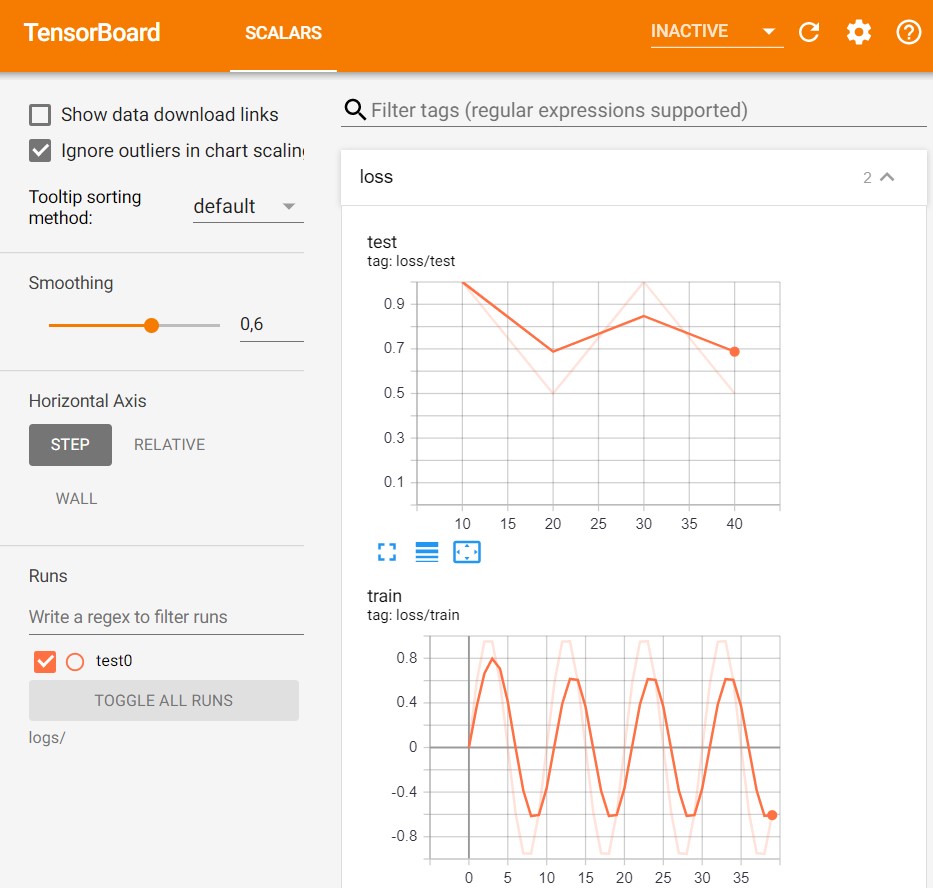 TensorBoard
SCALARS
INACTIVE
Show data download links
Ignore outliers in chart scalin
Tooltip sorting
method:
default
Smoothing
0,6
Horizontal Axis
STEP
RELATIVE
WALL
Runs
Write a regex to filter runs
test0
TOGGLE ALL RUNS
logs/
Filter tags (regular expressions supported)
loss
2
test
tag: loss/test
0.9
0.7
0.5
0.3
0.1
10 15 20 25 30 35 40
train
tag: loss/train
0.8
0.4
0
-0.4
-0.8
0 5 10 15 20 25 30 35